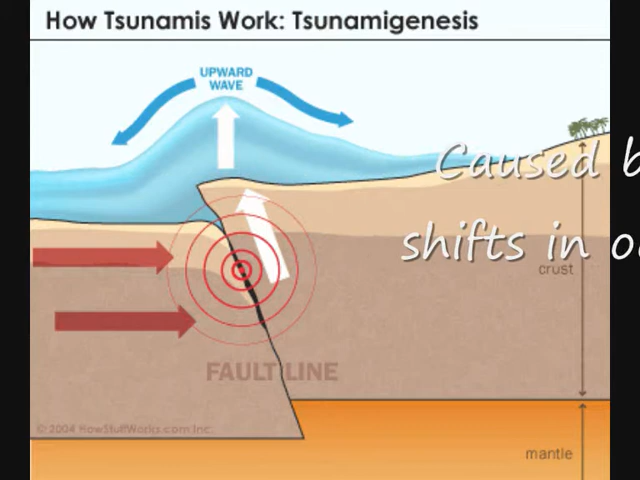 How Tsunamis Work: Tsunamigenesis
UPWARD
WAVE
Caused b
shifts in o
crust
FAULT LINE
© 2004 HowStuffWorks.com Inc.
mantle